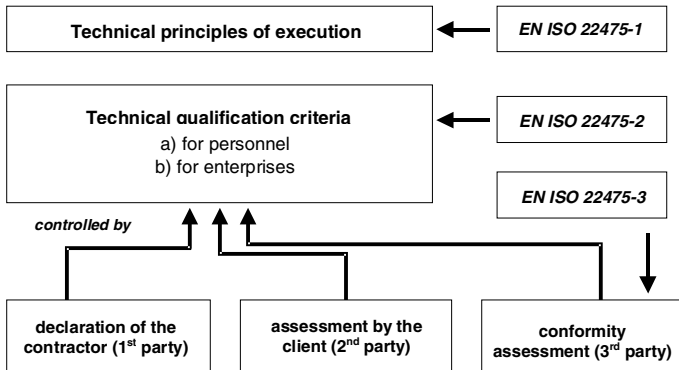 Technical principles of execution
EN ISO 22475-1
Technical qualification criteria
a) for personnel
b) for enterprises
EN ISO 22475-2
EN ISO 22475-3
controlled by
declaration of the
contractor (1st party)
assessment by the
client (2nd party)
conformity
assessment (3rd party)